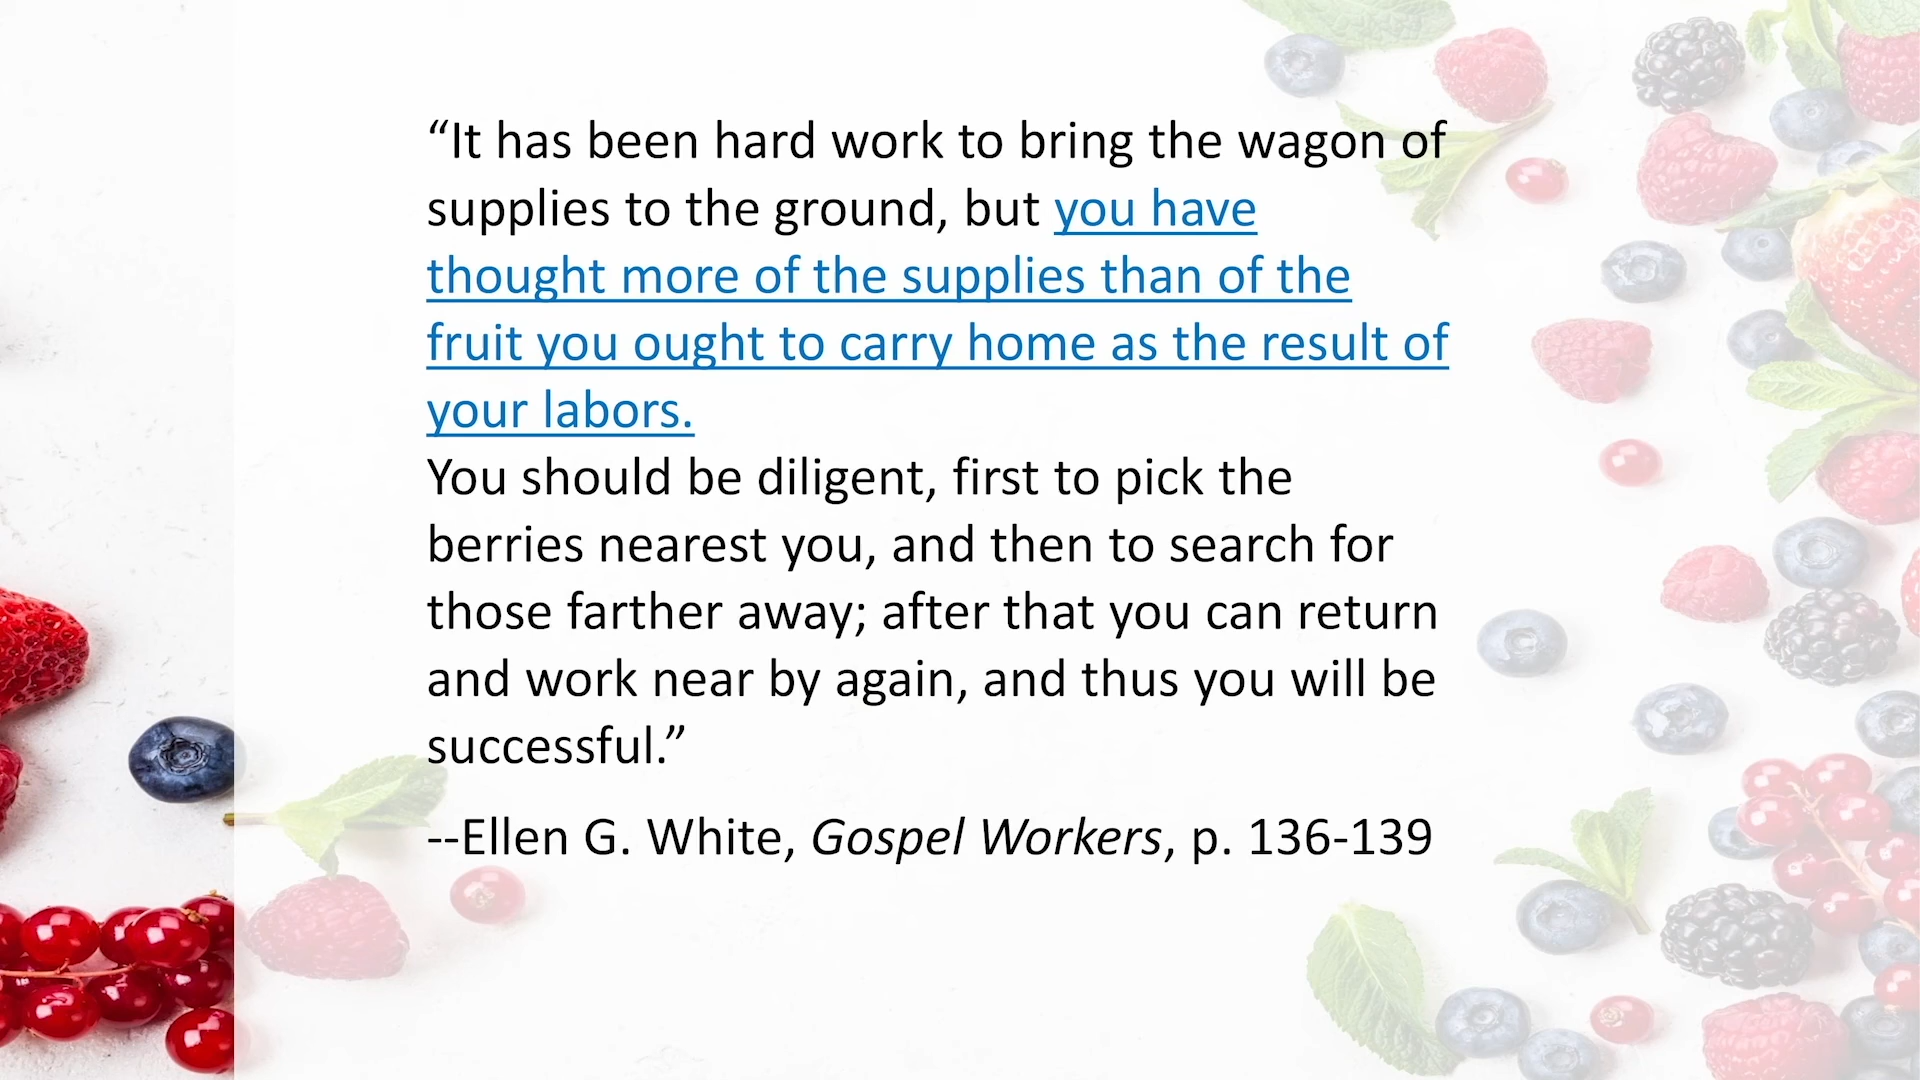 “It has been hard work to bring the wagon of
supplies to the ground, but you have
thought more of the supplies than of the
fruit you ought to carry home as the result of
your labors.
You should be diligent, first to pick the
berries nearest you, and then to search for
those farther away; after that you can return
and work near by again, and thus you will be
successful.”
--Ellen G. White, Gospel Workers, p. 136-139